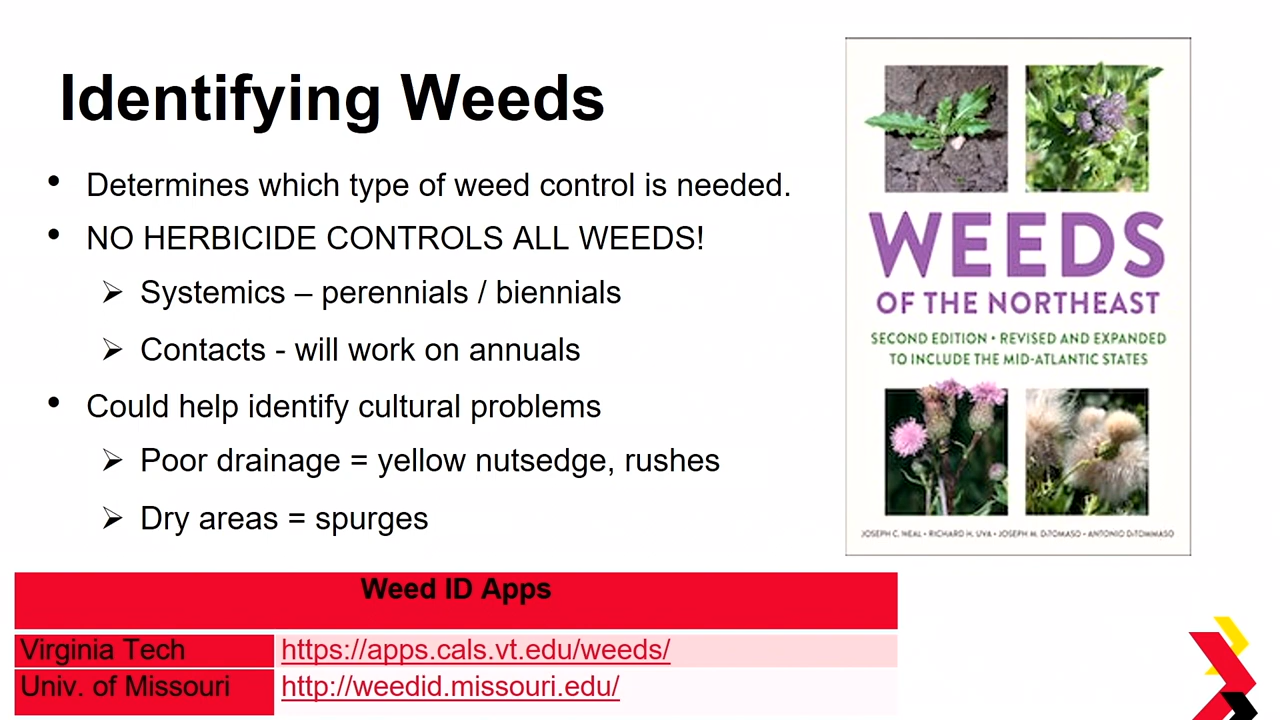 Identifying Weeds
• Determines which type of weed control is needed.
• NO HERBICIDE CONTROLS ALL WEEDS!
➢ Systemics – perennials / biennials
➢ Contacts - will work on annuals
• Could help identify cultural problems
➢ Poor drainage = yellow nutsedge, rushes
➢ Dry areas = spurges
WEEDS
OF THE NORTHEAST
SECOND EDITION • REVISED AND EXPANDED
TO INCLUDE THE MID-ATLANTIC STATES
JOSEPH C. NEAL • RICHARD H. UVA • JOSEPH M. DITOMASO • ANTONIO DITOMMASO
Weed ID Apps
Virginia Tech https://apps.cals.vt.edu/weeds/
Univ. of Missouri http://weedid.missouri.edu/